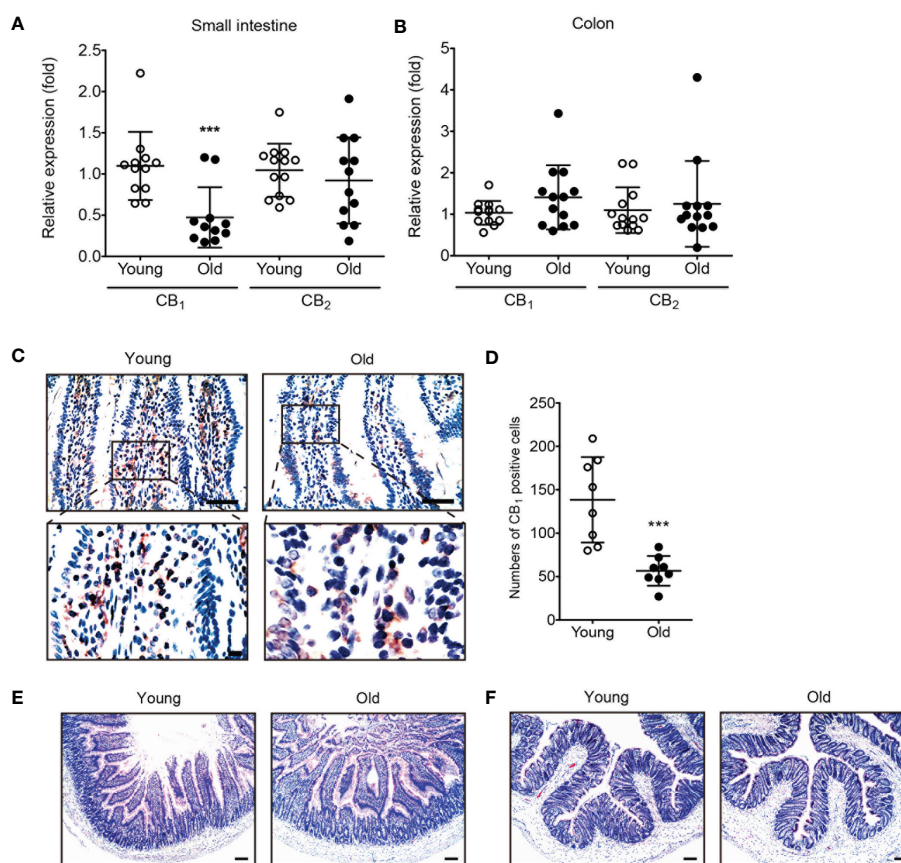 A
Small intestine
Relative expression (fold)
2.5
2.0
1.5
1.0
0.5
0.0
***
Young
Old
Young
Old
CB1
CB2
B
Colon
Relative expression (fold)
5
4
3
2
1
0
Young
Old
Young
Old
CB1
CB2
C
Young
Old
D
Numbers of CB1 positive cells
250
200
150
100
50
0
***
Young
Old
E
Young
Old
F
Young
Old